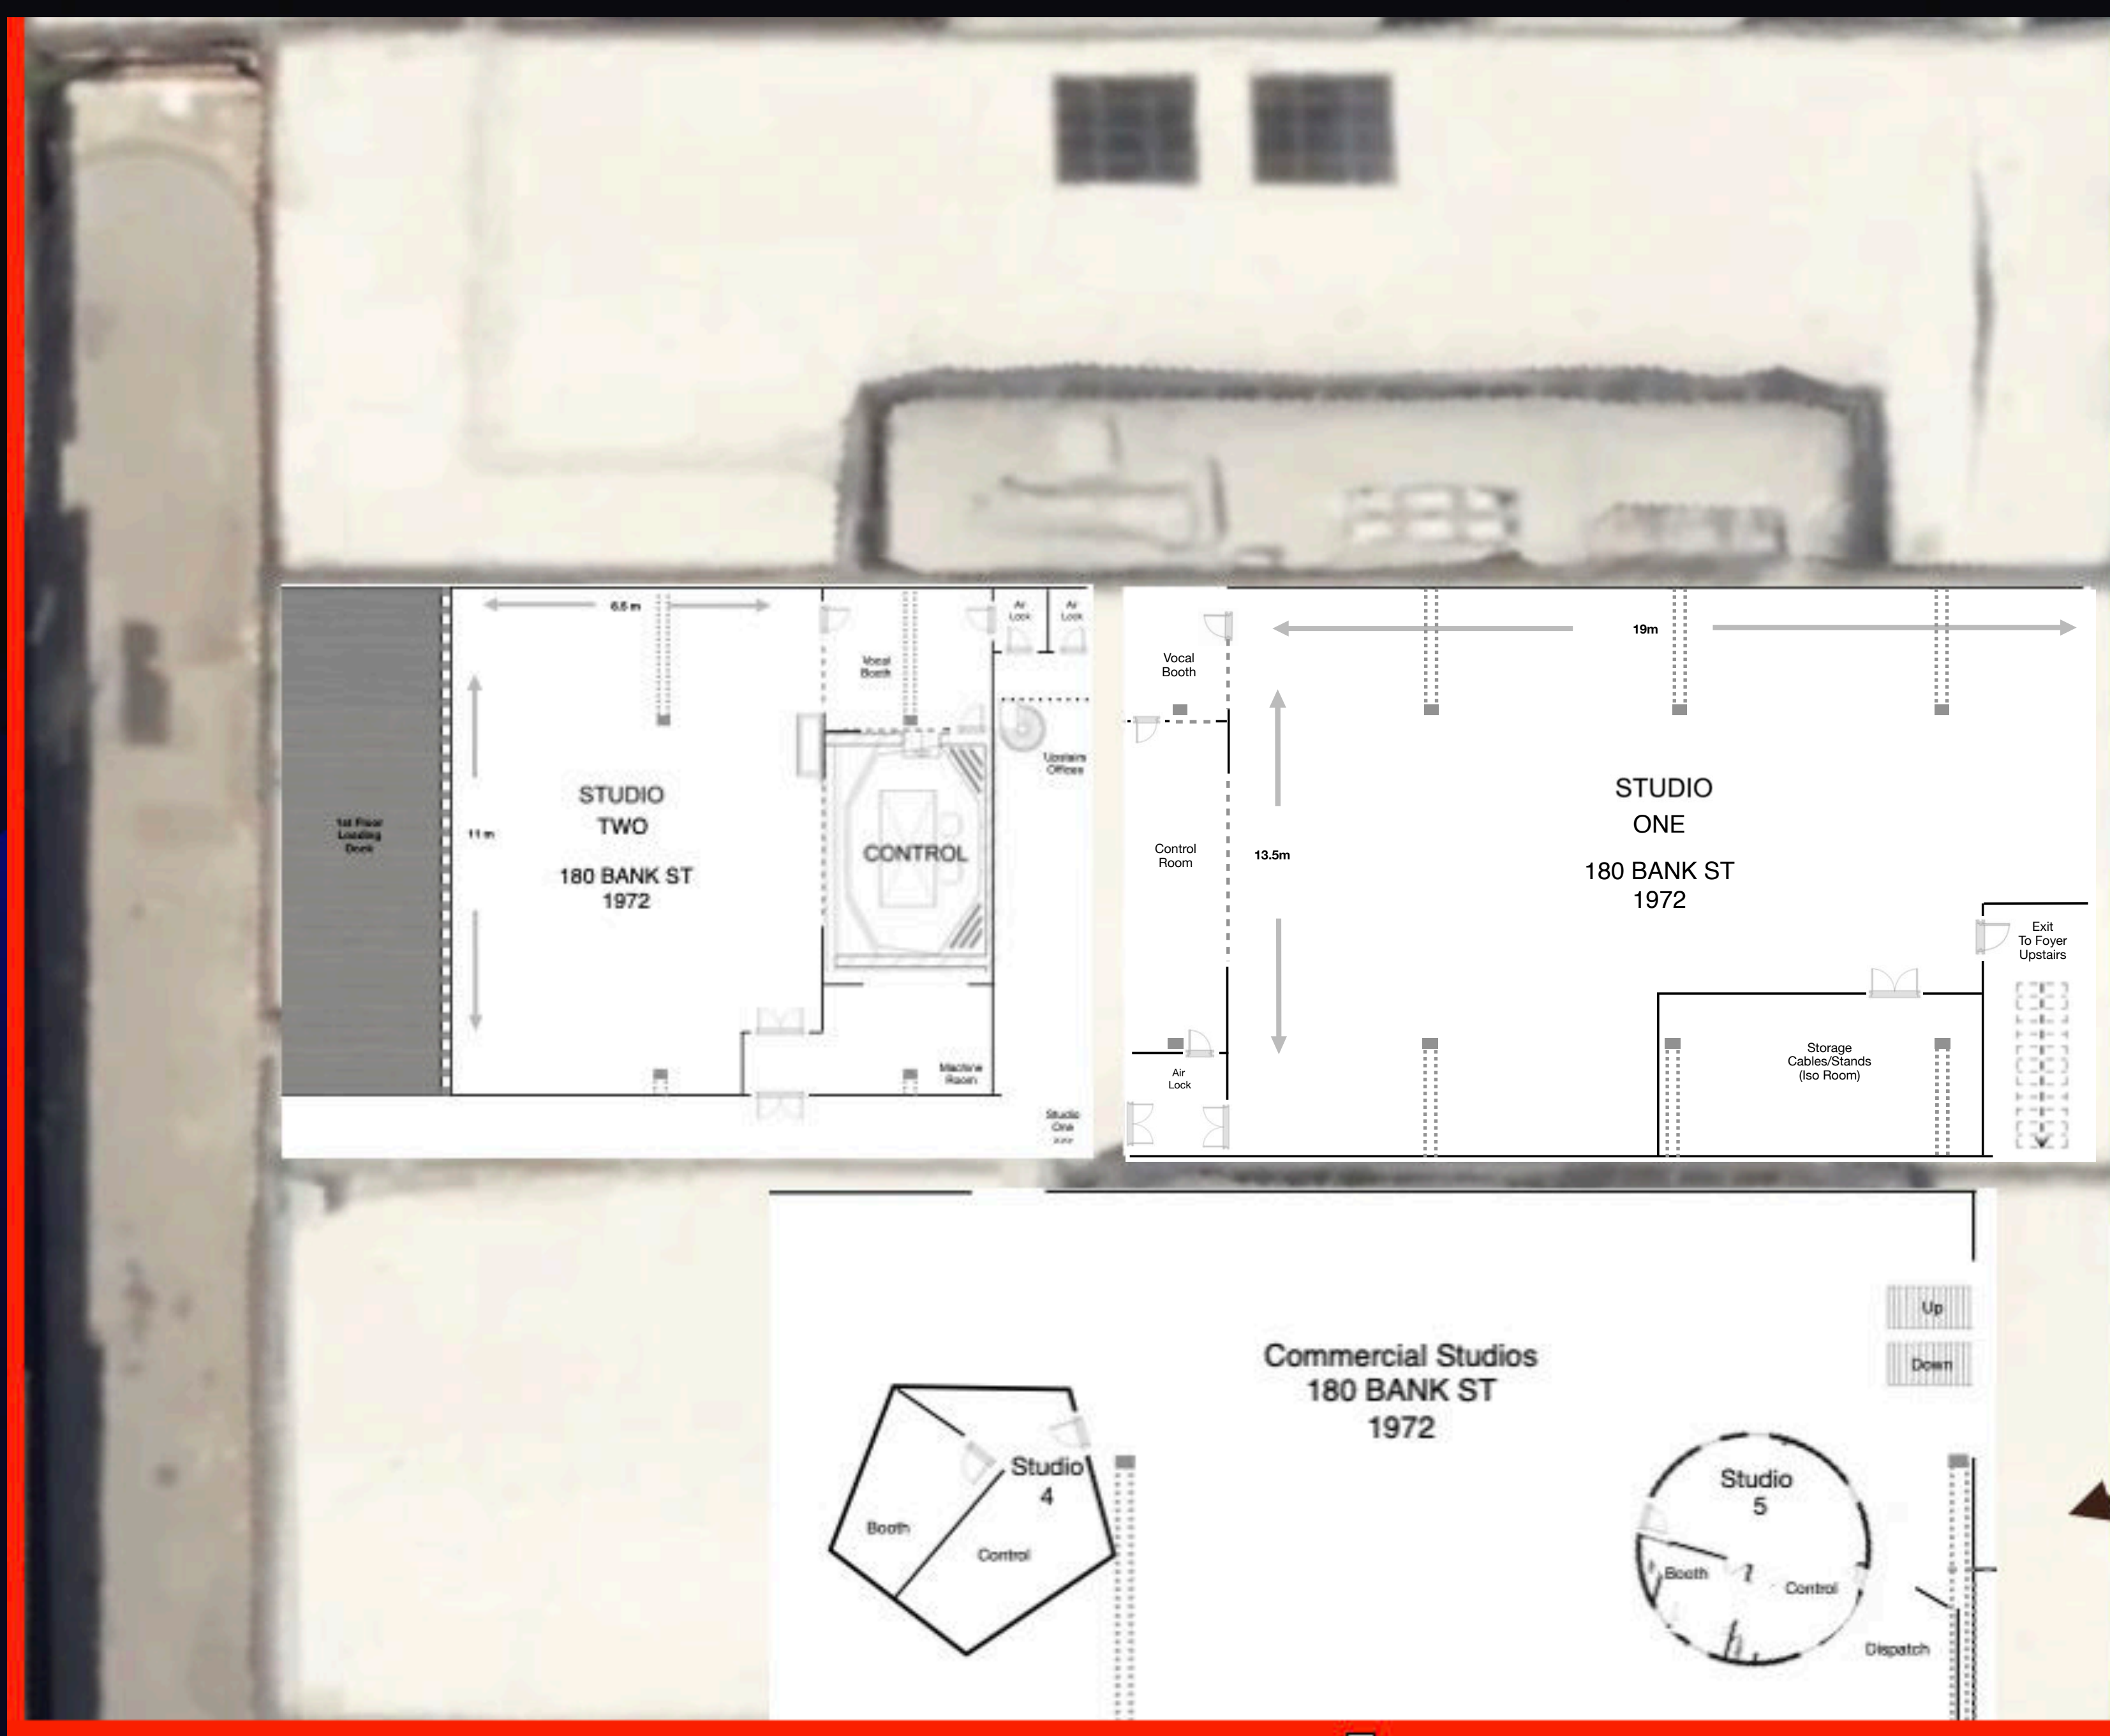 6.5 m
Air
Lock
Air
Lock
Vocal
Booth
Upstairs
Offices
1st Floor
Loading
Dock
11 m
STUDIO
TWO
180 BANK ST
1972
CONTROL
Machine
Room
Studio
One
19m
Vocal
Booth
Control
Room
13.5m
STUDIO
ONE
180 BANK ST
1972
Exit
To Foyer
Upstairs
Storage
Cables/Stands
(Iso Room)
Air
Lock
Commercial Studios
180 BANK ST
1972
Up
Down
Studio
4
Booth
Control
Studio
5
Booth
Control
Dispatch